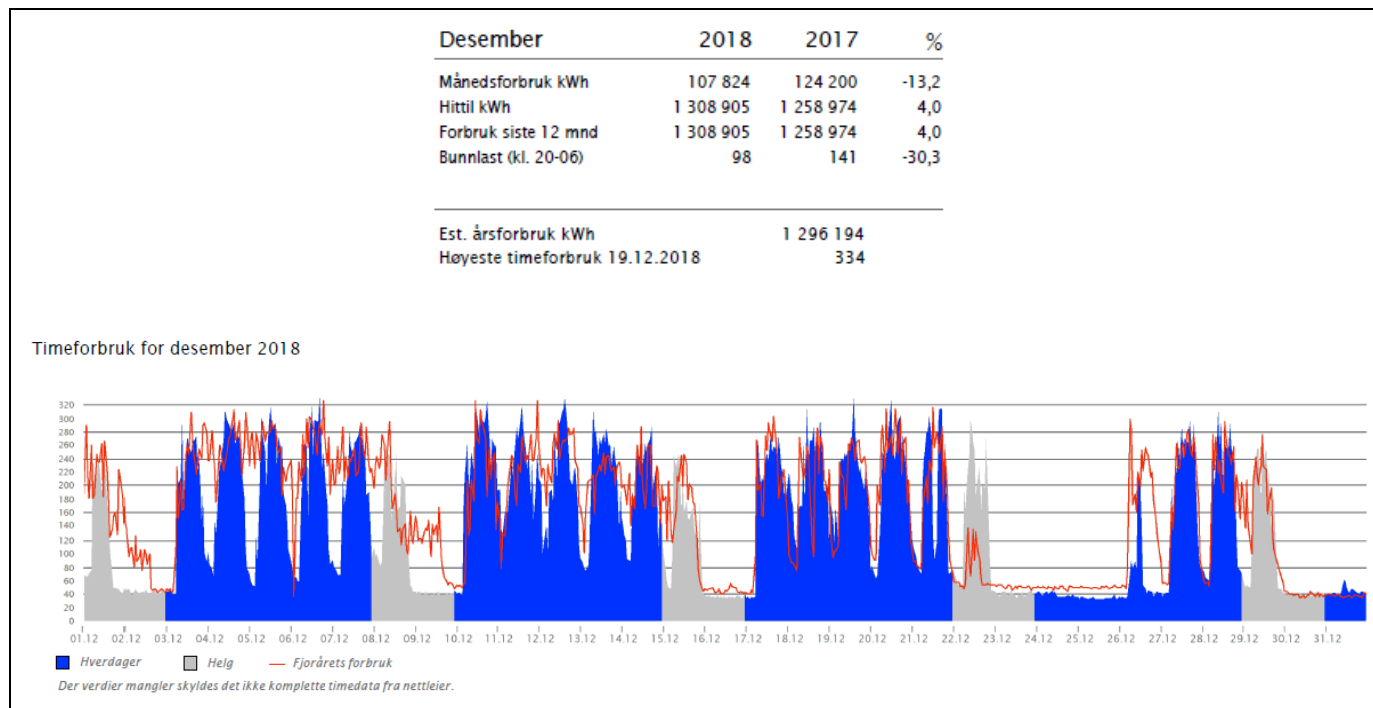 Desember 2018 2017 %
Månedsforbruk kWh 107 824 124 200 -13,2
Hittil kWh 1 308 905 1 258 974 4,0
Forbruk siste 12 mnd 1 308 905 1 258 974 4,0
Bunnlast (kl. 20-06) 98 141 -30,3
Est. årsforbruk kWh 1 296 194
Høyeste timeforbruk 19.12.2018 334
Timeforbruk for desember 2018
320
300
280
260
240
220
200
180
160
140
120
100
80
60
40
20
0
01.12 02.12 03.12 04.12 05.12 06.12 07.12 08.12 09.12 10.12 11.12 12.12 13.12 14.12 15.12 16.12 17.12 18.12 19.12 20.12 21.12 22.12 23.12 24.12 25.12 26.12 27.12 28.12 29.12 30.12 31.12
Hverdager Helg Fjorårets forbruk
Der verdier mangler skyldes det ikke komplette timedata fra nettleier.